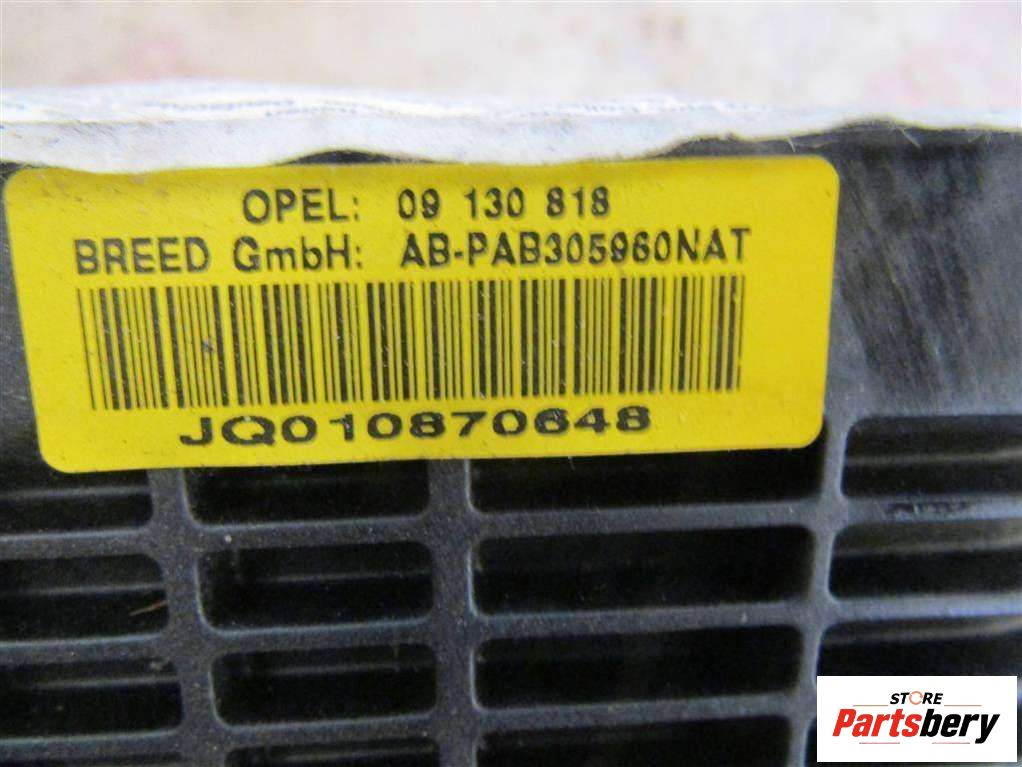 OPEL: 09 130 818
BREED GmbH: AB-PAB305960NAT
JQ010870648
STORE
Partsbery